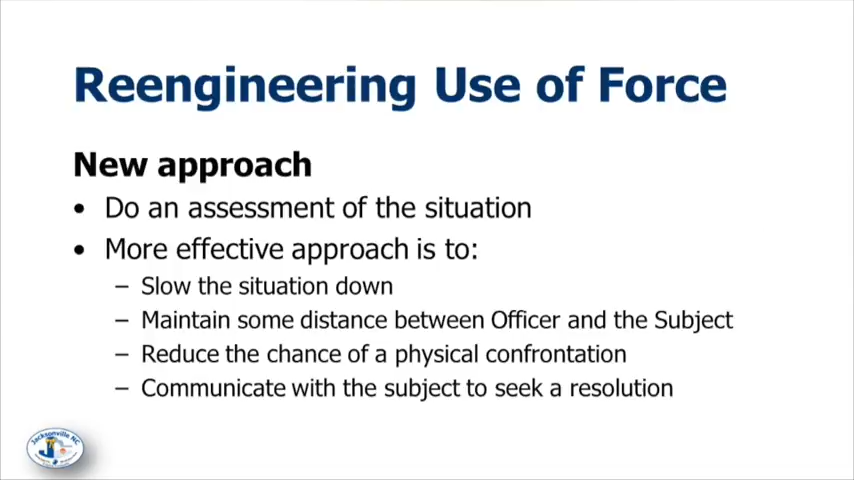 Reengineering Use of Force
New approach
• Do an assessment of the situation
• More effective approach is to:
– Slow the situation down
– Maintain some distance between Officer and the Subject
– Reduce the chance of a physical confrontation
– Communicate with the subject to seek a resolution
Jacksonville NC